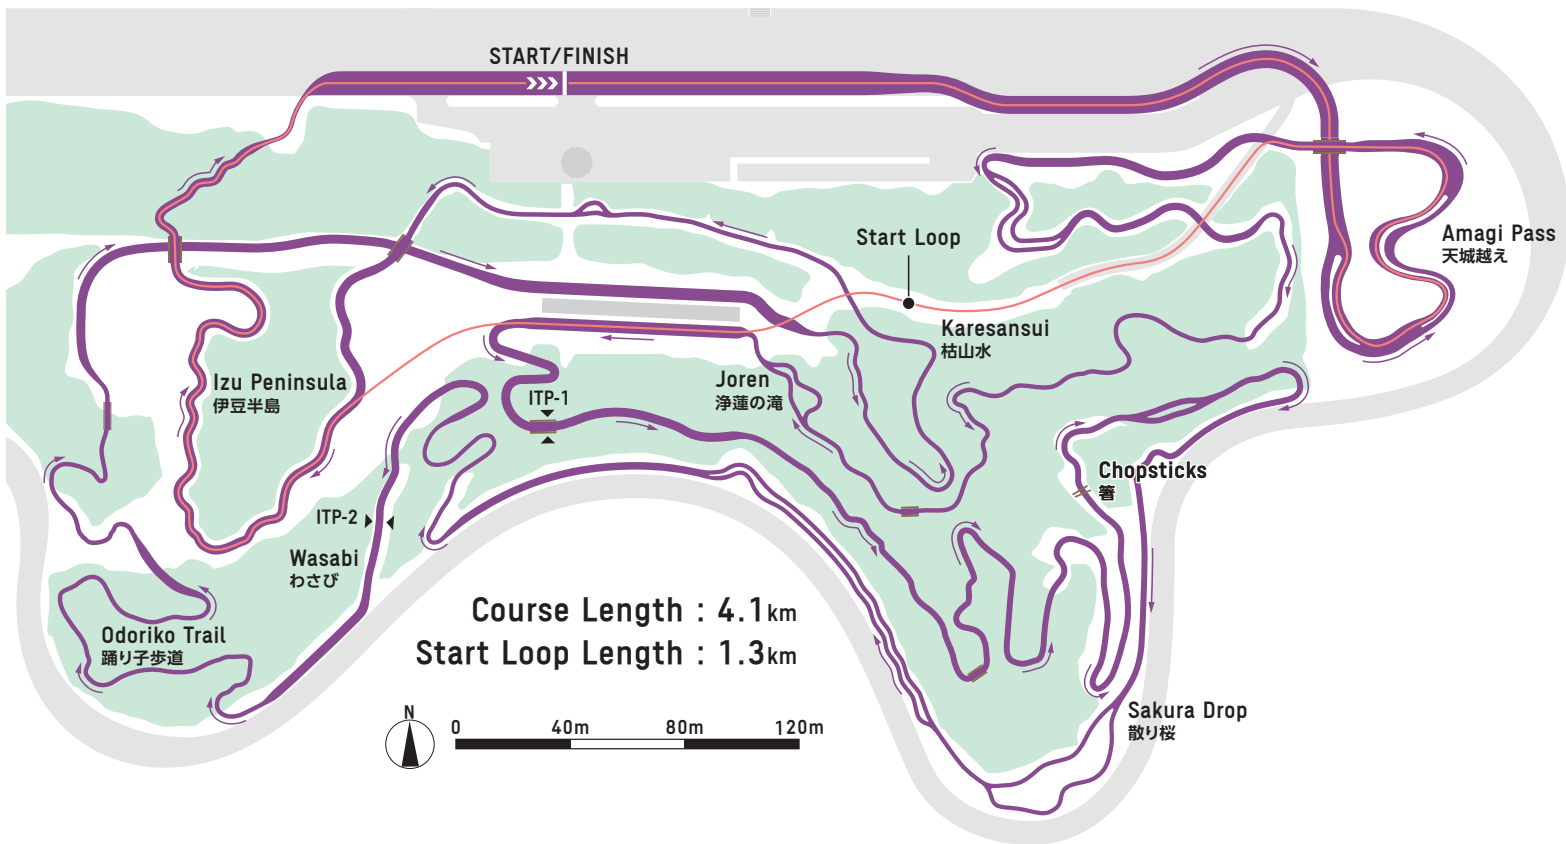 START/FINISH
Start Loop
Amagi Pass
天城越え
Karesansui
枯山水
Izu Peninsula
伊豆半島
Joren
浄蓮の滝
ITP-1
Chopsticks
箸
ITP-2
Wasabi
わさび
Odoriko Trail
踊り子歩道
Course Length : 4.1km
Start Loop Length : 1.3km
Sakura Drop
散り桜
N
0 40m 80m 120m